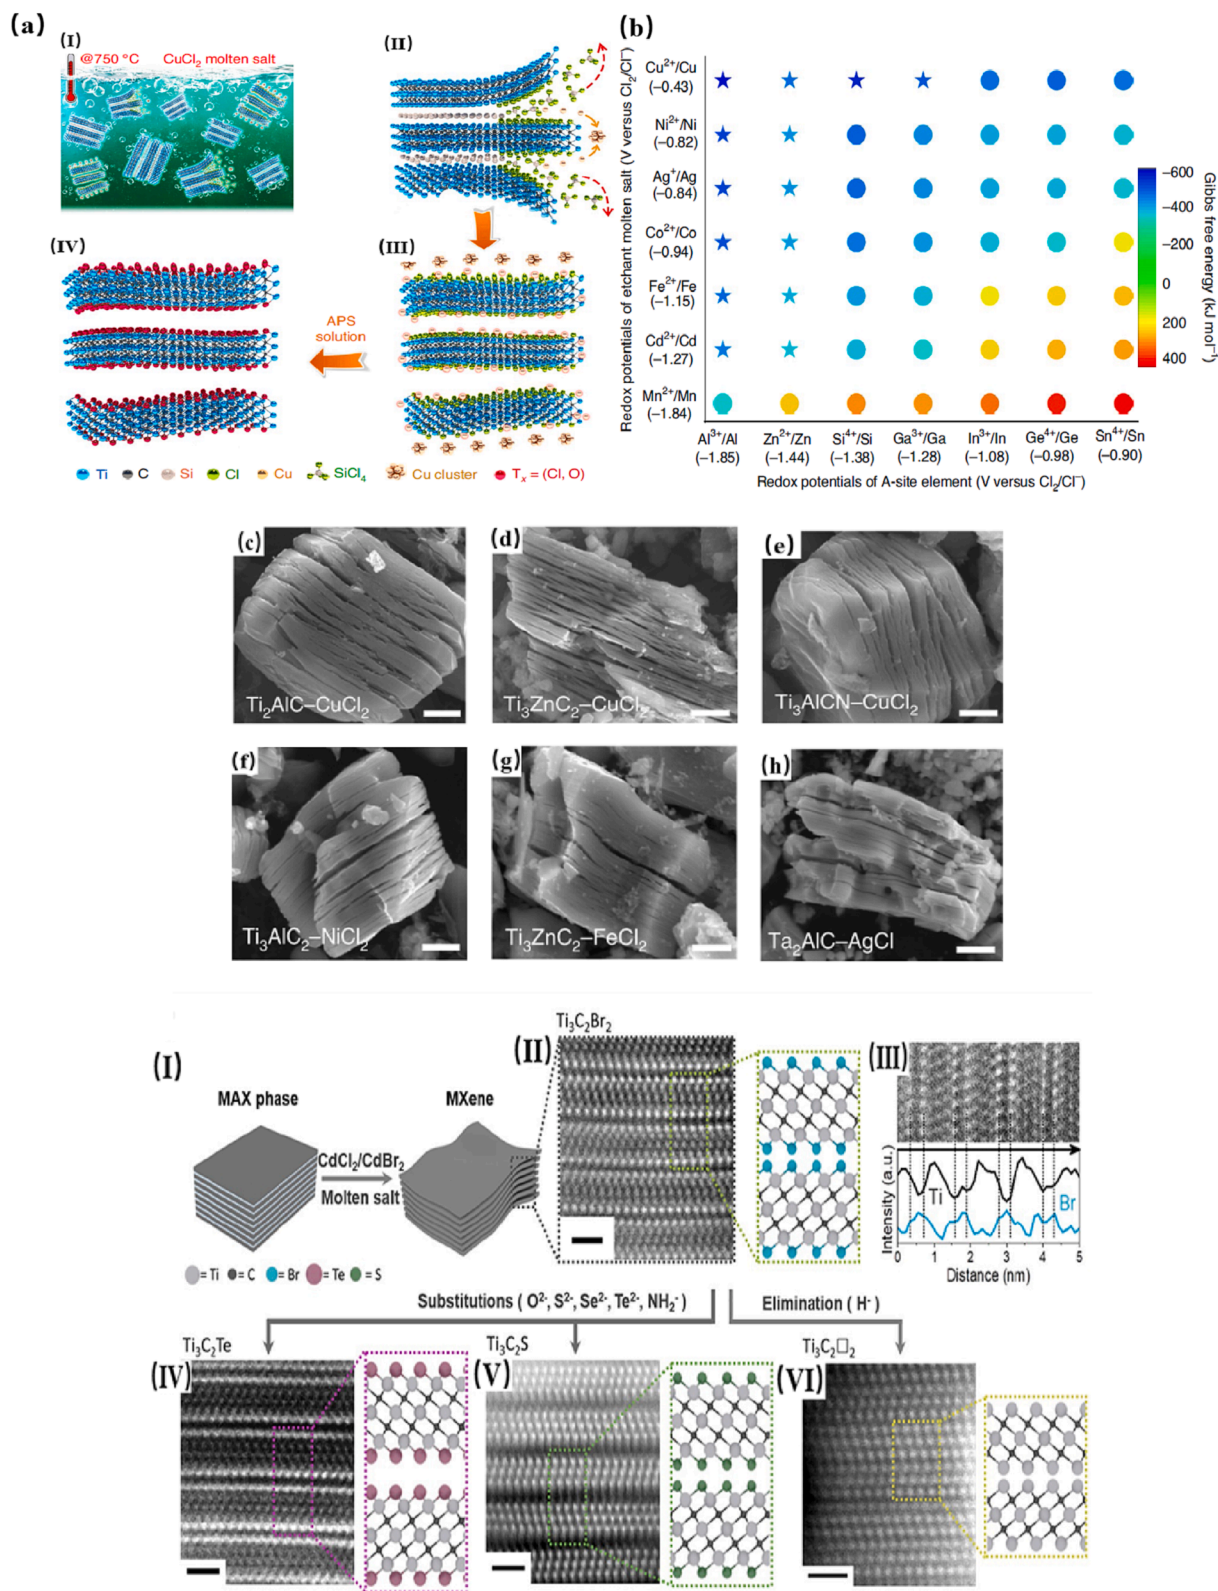 (a)
(I)
@750 °C
CuCl₂ molten salt
(II)
(III)
(IV)
APS
solution
Ti
C
Si
Cl
Cu
SiCl₄
Cu cluster
Tₓ = (Cl, O)
(b)
Redox potentials of etchant molten salt (V versus Cl₂/Cl⁻)
Cu²⁺/Cu
(−0.43)
Ni²⁺/Ni
(−0.82)
Ag⁺/Ag
(−0.84)
Co²⁺/Co
(−0.94)
Fe²⁺/Fe
(−1.15)
Cd²⁺/Cd
(−1.27)
Mn²⁺/Mn
(−1.84)
Al³⁺/Al
(−1.85)
Zn²⁺/Zn
(−1.44)
Si⁴⁺/Si
(−1.38)
Ga³⁺/Ga
(−1.28)
In³⁺/In
(−1.08)
Ge⁴⁺/Ge
(−0.98)
Sn⁴⁺/Sn
(−0.90)
Redox potentials of A-site element (V versus Cl₂/Cl⁻)
−600
−400
−200
0
200
400
Gibbs free energy (kJ mol⁻¹)
(c)
Ti₂AlC–CuCl₂
(d)
Ti₃ZnC₂–CuCl₂
(e)
Ti₃AlCN–CuCl₂
(f)
Ti₃AlC₂–NiCl₂
(g)
Ti₃ZnC₂–FeCl₂
(h)
Ta₂AlC–AgCl
(I)
MAX phase
CdCl₂/CdBr₂
Molten salt
MXene
(II)
Ti₃C₂Br₂
(III)
Intensity (a.u.)
Ti
Br
0 1 2 3 4 5
Distance (nm)
= Ti = C = Br = Te = S
Substitutions ( O²⁻, S²⁻, Se²⁻, Te²⁻, NH₂⁻)
Elimination ( H⁻)
Ti₃C₂Te
(IV)
Ti₃C₂S
(V)
Ti₃C₂□₂
(VI)